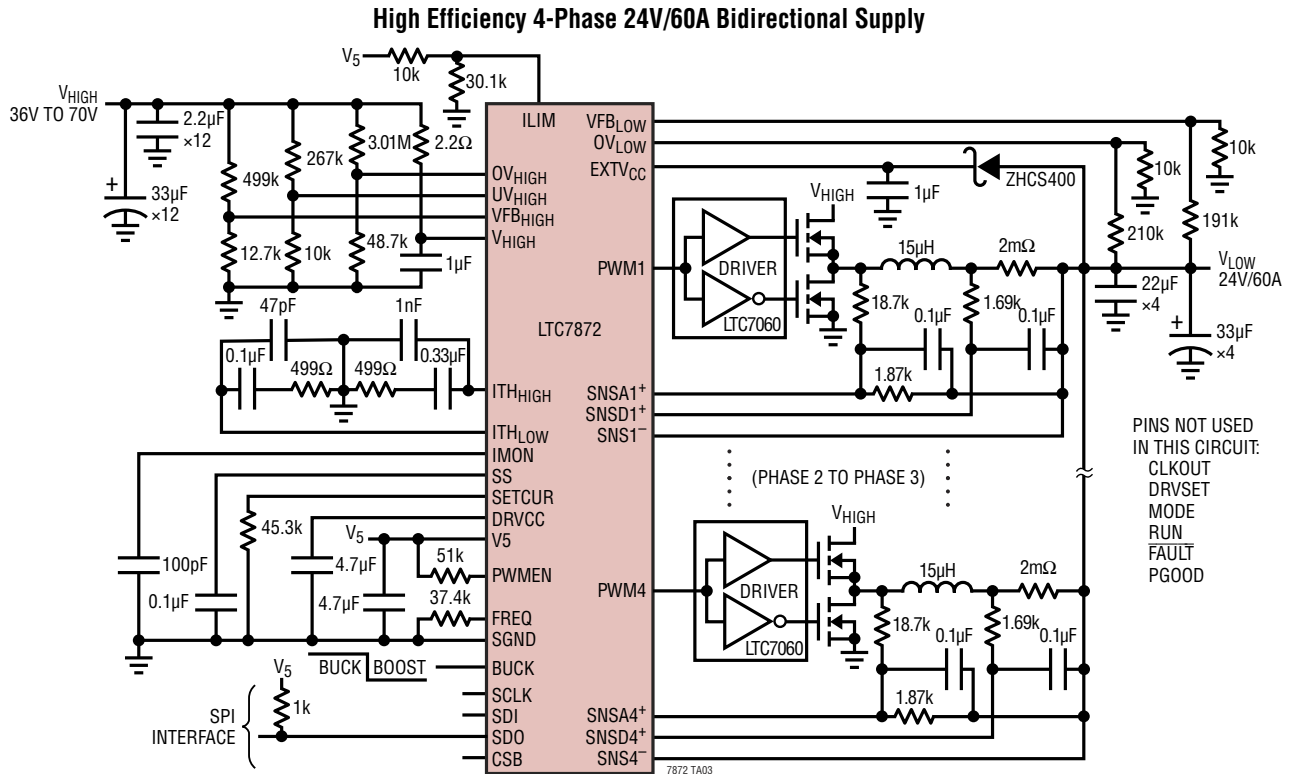 High Efficiency 4-Phase 24V/60A Bidirectional Supply
V5
10k
30.1k
VHIGH
36V TO 70V
2.2µF
×12
+
33µF
×12
499k
267k
3.01M
2.2Ω
12.7k
10k
48.7k
1µF
47pF
1nF
0.1µF
499Ω
499Ω
0.33µF
100pF
0.1µF
45.3k
4.7µF
V5
4.7µF
51k
37.4k
BUCK
BOOST
V5
1k
SPI
INTERFACE
ILIM
OVHIGH
UVHIGH
VFBHIGH
VHIGH
LTC7872
ITHHIGH
ITHLOW
IMON
SS
SETCUR
DRVCC
V5
PWMEN
FREQ
SGND
BUCK
SCLK
SDI
SDO
CSB
VFBLOW
OVLOW
EXTVCC
PWM1
SNSA1+
SNSD1+
SNS1–
PWM4
SNSA4+
SNSD4+
SNS4–
1µF
ZHCS400
10k
10k
210k
191k
VHIGH
DRIVER
LTC7060
15µH
2mΩ
18.7k
0.1µF
1.69k
0.1µF
1.87k
VLOW
24V/60A
22µF
×4
+
33µF
×4
(PHASE 2 TO PHASE 3)
VHIGH
DRIVER
LTC7060
15µH
2mΩ
18.7k
0.1µF
1.69k
0.1µF
1.87k
PINS NOT USED
IN THIS CIRCUIT:
CLKOUT
DRVSET
MODE
RUN
FAULT
PGOOD
7872 TA03